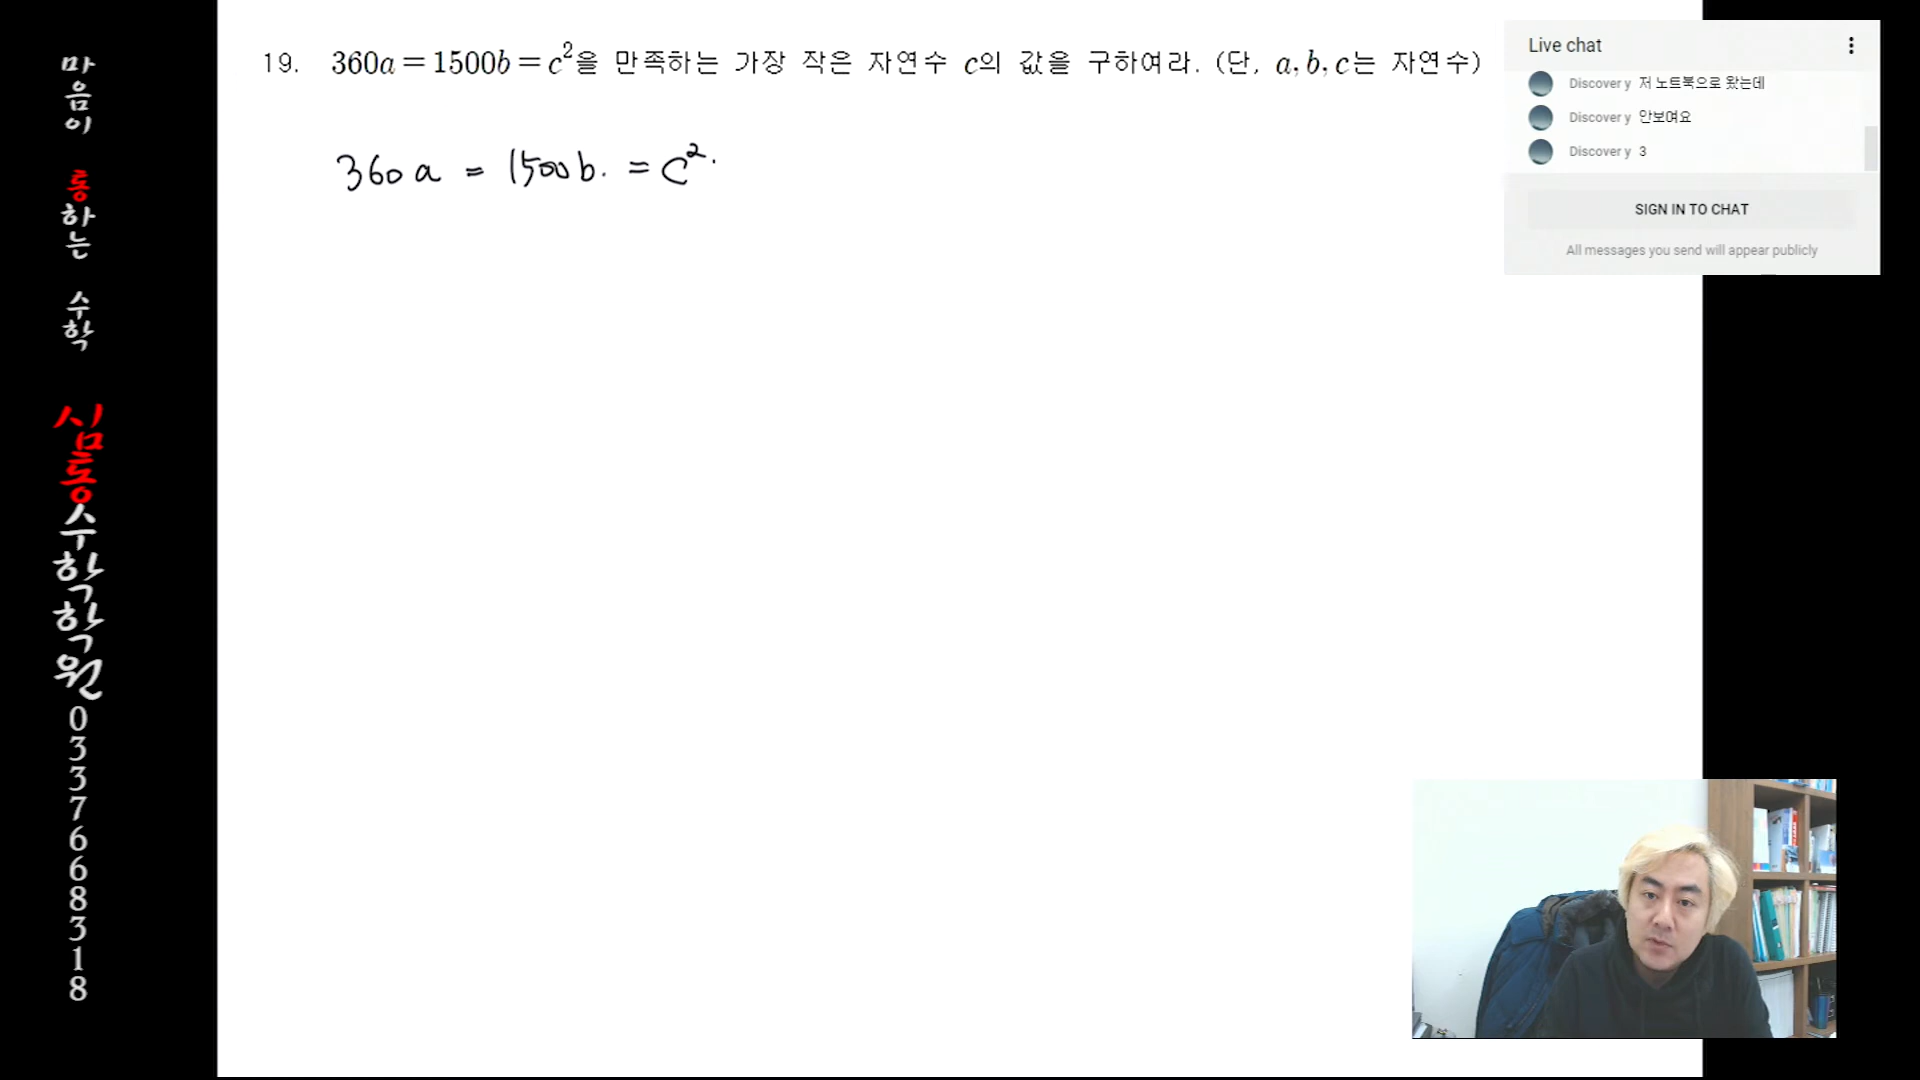 마음이 통하는 수학
심통수학학원
0337668318
19. 360a = 1500b = c²을 만족하는 가장 작은 자연수 c의 값을 구하여라. (단, a, b, c는 자연수)
360a = 1500b. = c².
Live chat
Discover y 저 노트북으로 왔는데
Discover y 안보여요
Discover y 3
SIGN IN TO CHAT
All messages you send will appear publicly